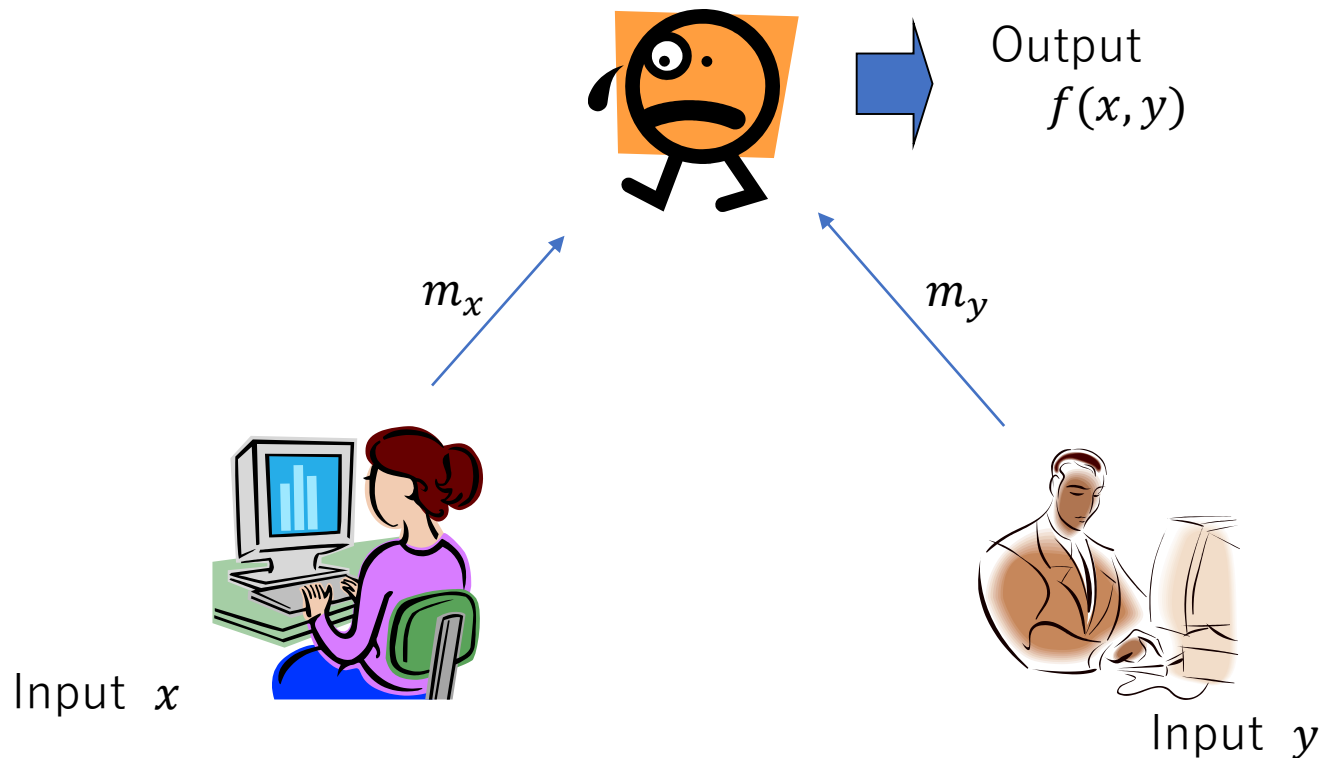 Output
f(x, y)
m_x
m_y
Input x
Input y